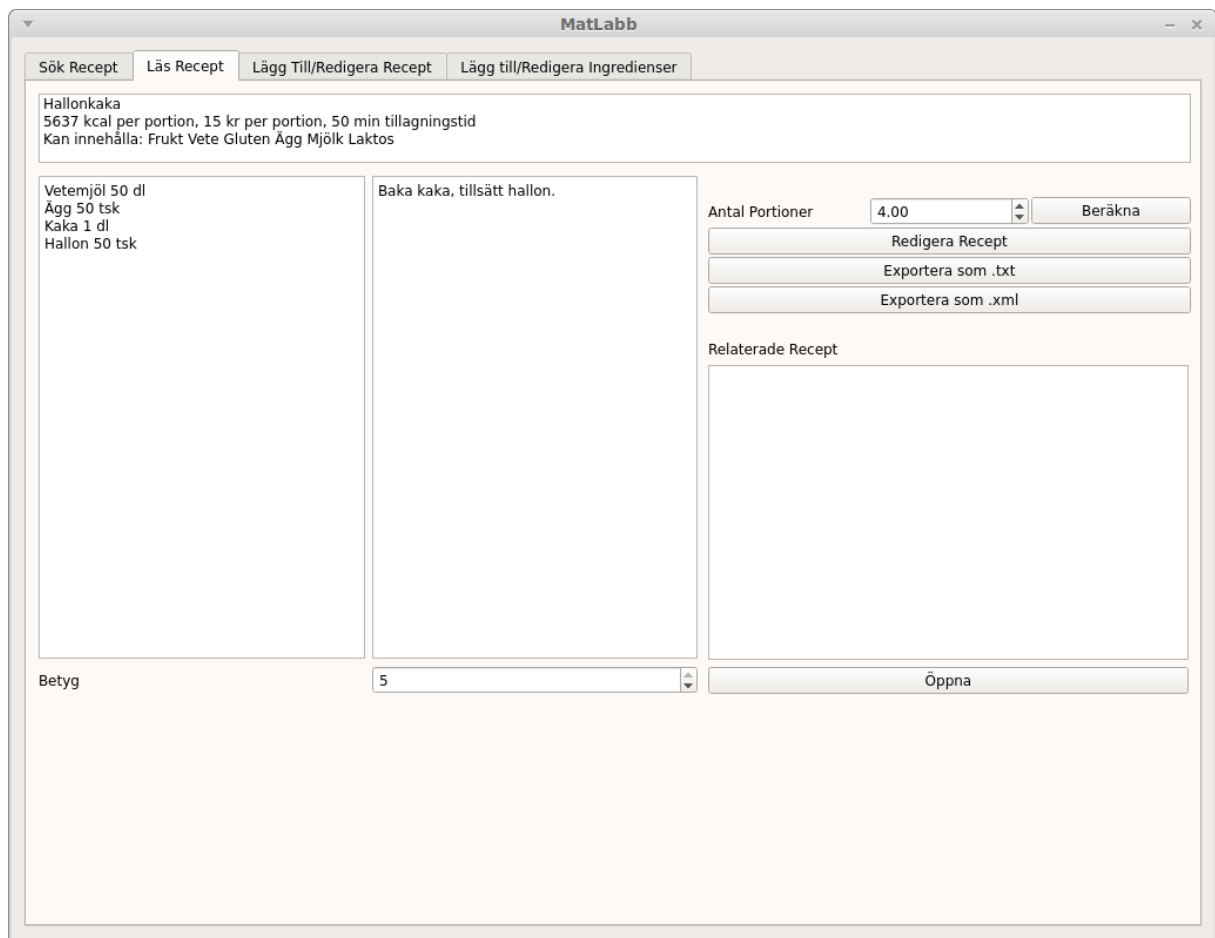 MatLabb
Sök Recept
Läs Recept
Lägg Till/Redigera Recept
Lägg till/Redigera Ingredienser
Hallonkaka
5637 kcal per portion, 15 kr per portion, 50 min tillagningstid
Kan innehålla: Frukt Vete Gluten Ägg Mjölk Laktos
Vetemjöl 50 dl
Ägg 50 tsk
Kaka 1 dl
Hallon 50 tsk
Baka kaka, tillsätt hallon.
Antal Portioner
4.00
Beräkna
Redigera Recept
Exportera som .txt
Exportera som .xml
Relaterade Recept
Betyg
5
Öppna